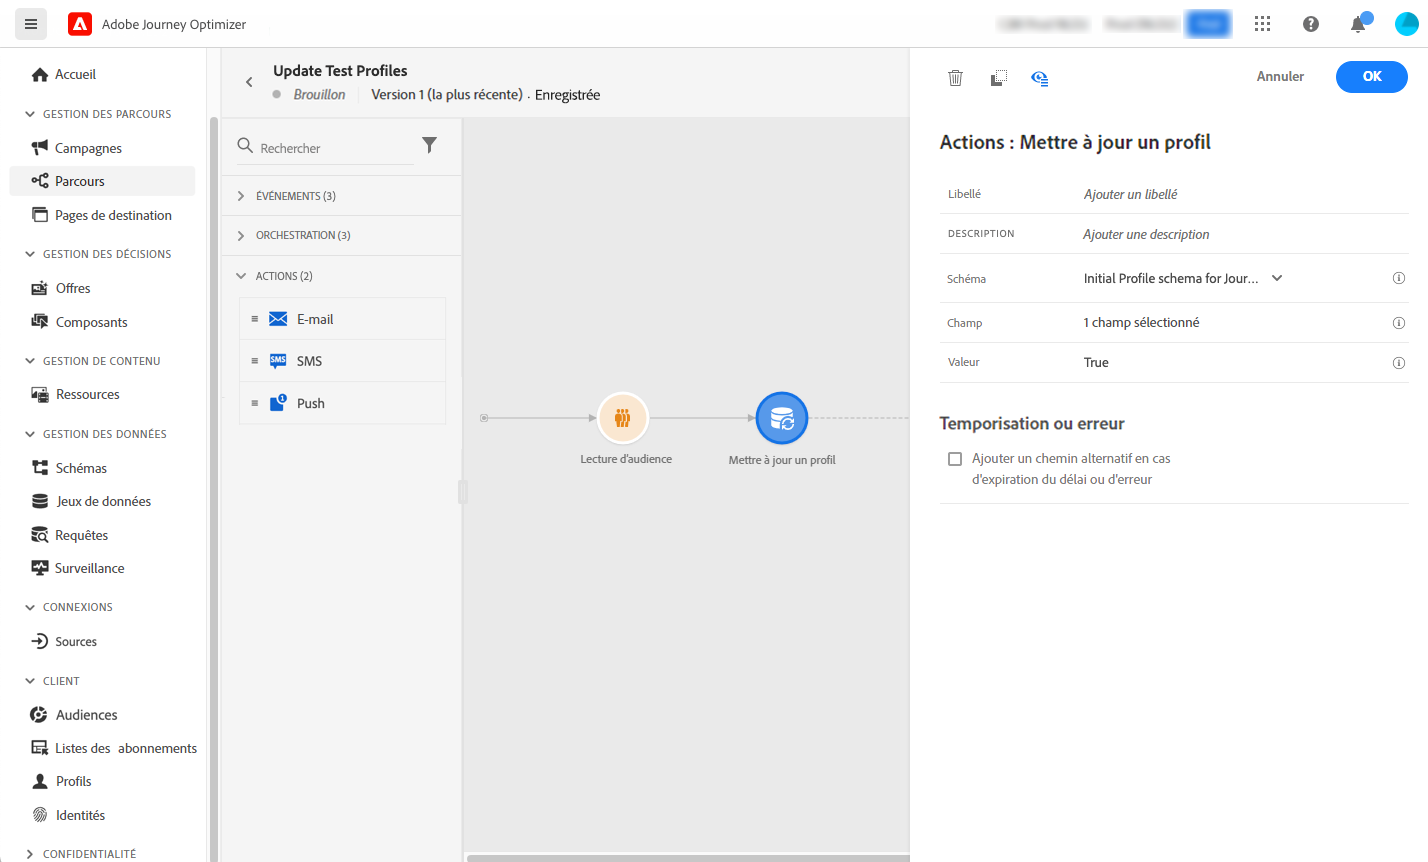 Adobe Journey Optimizer
Accueil
GESTION DES PARCOURS
Campagnes
Parcours
Pages de destination
GESTION DES DÉCISIONS
Offres
Composants
GESTION DE CONTENU
Ressources
GESTION DES DONNÉES
Schémas
Jeux de données
Requêtes
Surveillance
CONNEXIONS
Sources
CLIENT
Audiences
Listes des abonnements
Profils
Identités
CONFIDENTIALITÉ
Update Test Profiles
Brouillon Version 1 (la plus récente) . Enregistrée
Rechercher
ÉVÉNEMENTS (3)
ORCHESTRATION (3)
ACTIONS (2)
E-mail
SMS
SMS
1
Push
Lecture d'audience
Mettre à jour un profil
Annuler
OK
Actions : Mettre à jour un profil
Libellé Ajouter un libellé
DESCRIPTION Ajouter une description
Schéma Initial Profile schema for Jour...
Champ 1 champ sélectionné
Valeur True
Temporisation ou erreur
Ajouter un chemin alternatif en cas
d'expiration du délai ou d'erreur